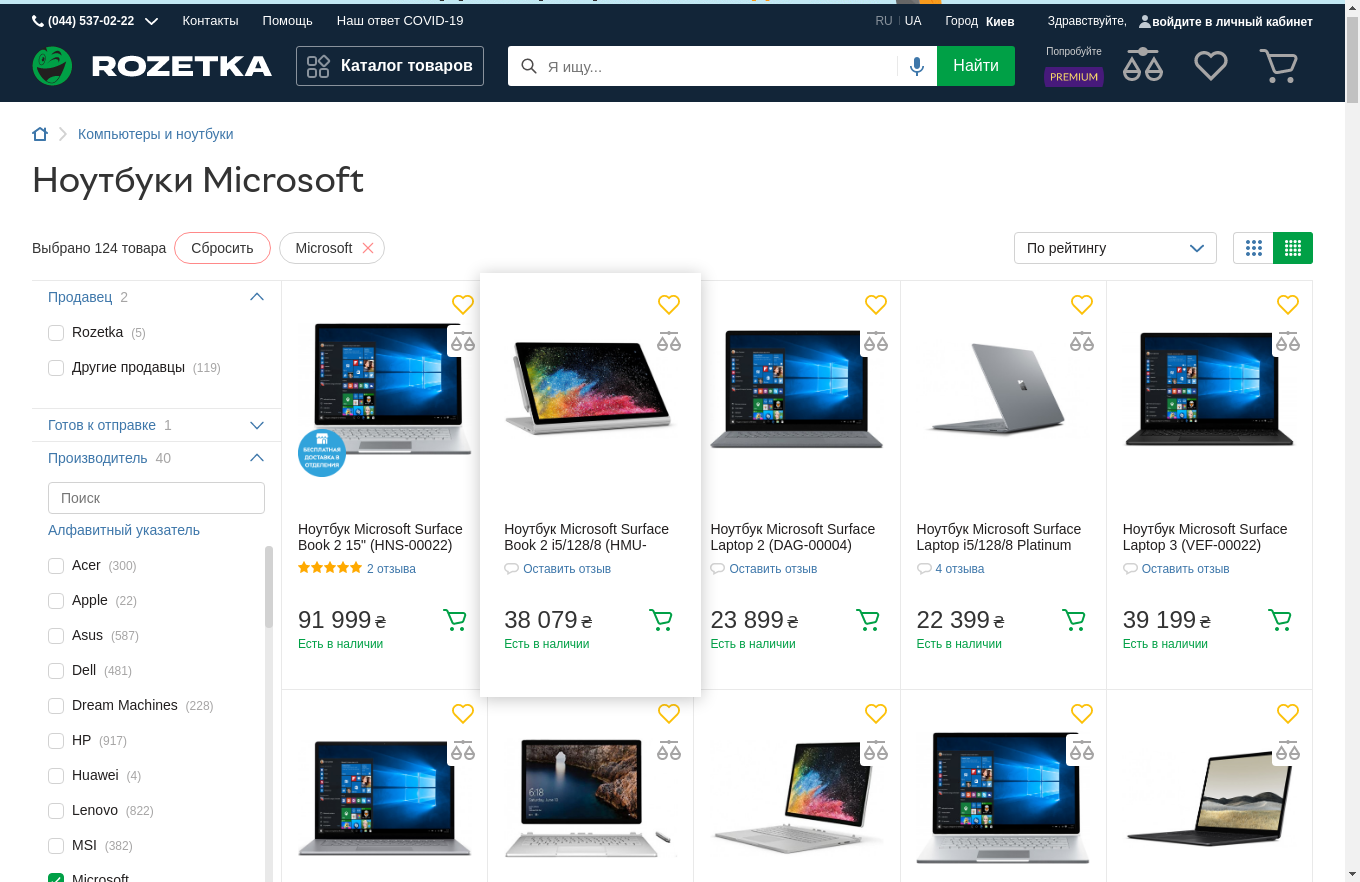 (044) 537-02-22 Контакты Помощь Наш ответ COVID-19 RU UA Город Киев Здравствуйте, войдите в личный кабинет
ROZETKA Каталог товаров Я ищу... Найти Попробуйте PREMIUM
Компьютеры и ноутбуки
Ноутбуки Microsoft
Выбрано 124 товара Сбросить Microsoft По рейтингу
Продавец 2
Rozetka (5)
Другие продавцы (119)
Готов к отправке 1
Производитель 40
Поиск
Алфавитный указатель
Acer (300)
Apple (22)
Asus (587)
Dell (481)
Dream Machines (228)
HP (917)
Huawei (4)
Lenovo (822)
MSI (382)
Microsoft
БЕСПЛАТНАЯ
ДОСТАВКА В
ОТДЕЛЕНИЯ
Ноутбук Microsoft Surface
Book 2 15" (HNS-00022)
2 отзыва
91 999 ₴
Есть в наличии
Ноутбук Microsoft Surface
Book 2 i5/128/8 (HMU-
Оставить отзыв
38 079 ₴
Есть в наличии
Ноутбук Microsoft Surface
Laptop 2 (DAG-00004)
Оставить отзыв
23 899 ₴
Есть в наличии
Ноутбук Microsoft Surface
Laptop i5/128/8 Platinum
4 отзыва
22 399 ₴
Есть в наличии
Ноутбук Microsoft Surface
Laptop 3 (VEF-00022)
Оставить отзыв
39 199 ₴
Есть в наличии
6:18